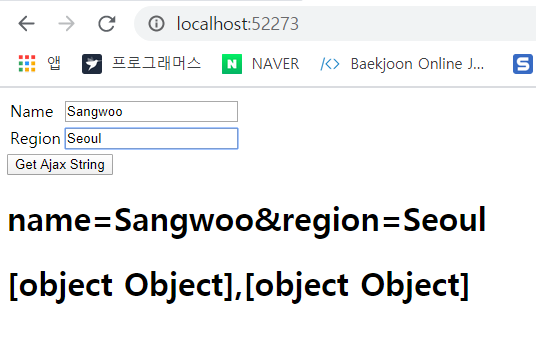 localhost:52273
앱 프로그래머스 NAVER Baekjoon Online J...
Name Sangwoo
Region Seoul
Get Ajax String
name=Sangwoo&region=Seoul
[object Object],[object Object]